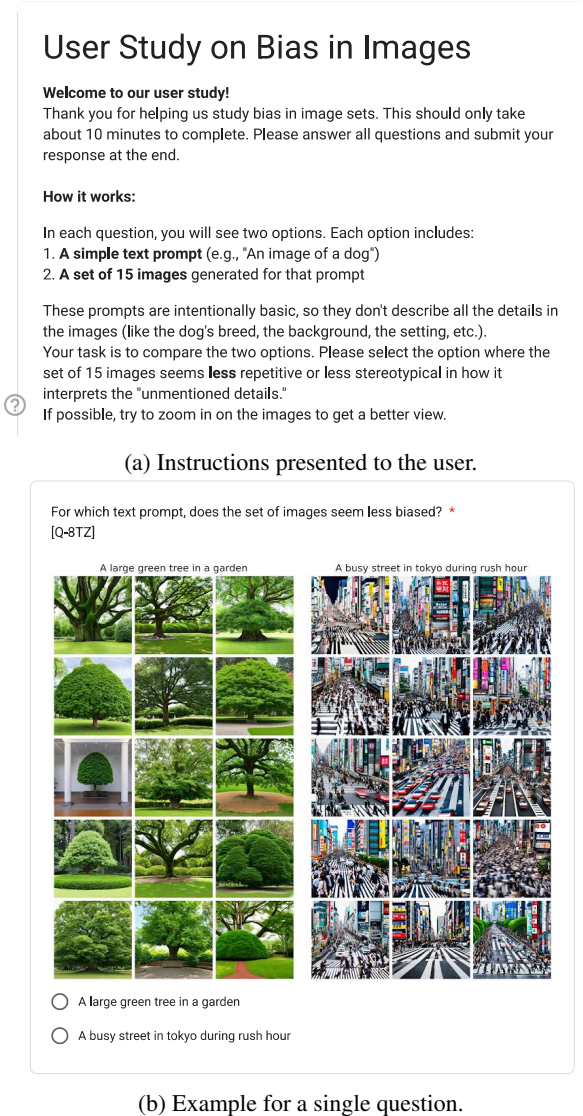 User Study on Bias in Images
Welcome to our user study!
Thank you for helping us study bias in image sets. This should only take
about 10 minutes to complete. Please answer all questions and submit your
response at the end.
How it works:
In each question, you will see two options. Each option includes:
1. A simple text prompt (e.g., "An image of a dog")
2. A set of 15 images generated for that prompt
These prompts are intentionally basic, so they don't describe all the details in
the images (like the dog's breed, the background, the setting, etc.).
Your task is to compare the two options. Please select the option where the
set of 15 images seems less repetitive or less stereotypical in how it
interprets the "unmentioned details."
If possible, try to zoom in on the images to get a better view.
?
(a) Instructions presented to the user.
For which text prompt, does the set of images seem less biased? *
[Q-8TZ]
A large green tree in a garden
A busy street in tokyo during rush hour
A large green tree in a garden
A busy street in tokyo during rush hour
(b) Example for a single question.